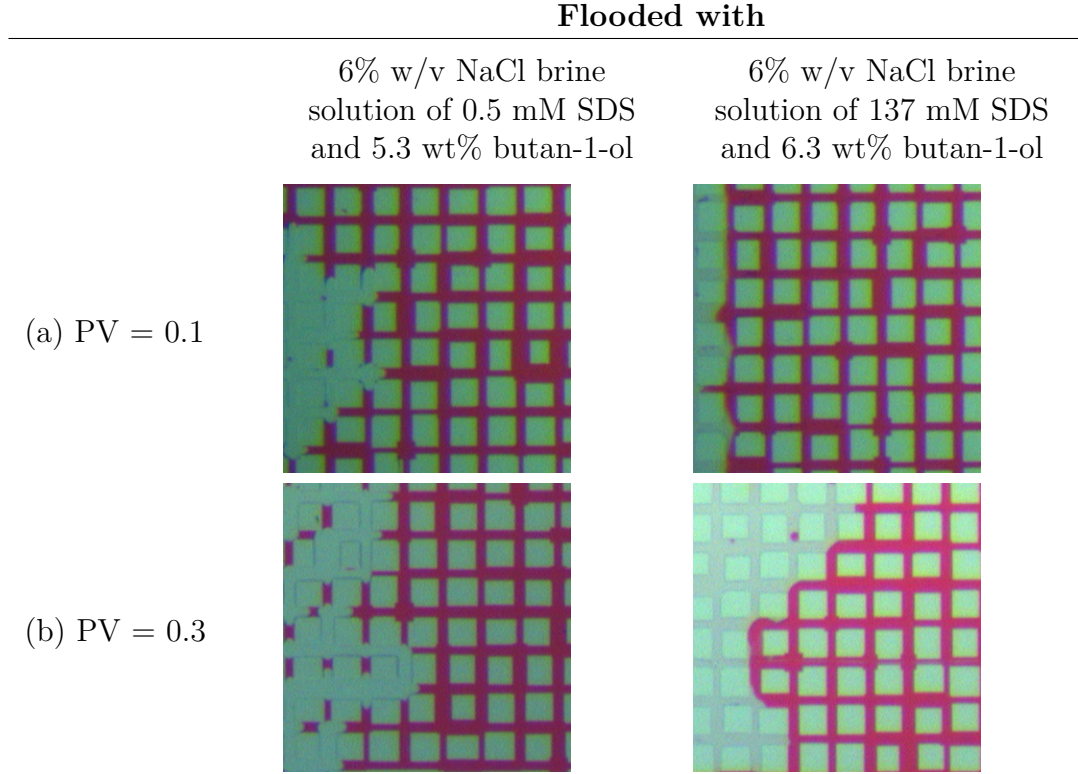 Flooded with
6% w/v NaCl brine
solution of 0.5 mM SDS
and 5.3 wt% butan-1-ol
6% w/v NaCl brine
solution of 137 mM SDS
and 6.3 wt% butan-1-ol
(a) PV = 0.1
(b) PV = 0.3